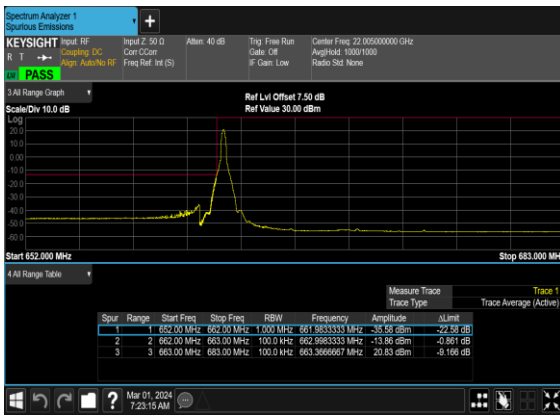 Spectrum Analyzer 1
Spurious Emissions
KEYSIGHT Input: RF Input Z: 50 Ω Atten: 40 dB Trig: Free Run Center Freq: 22.005000000 GHz
R T Coupling: DC Corr CCorr Gate: Off Avg|Hold: 1000/1000
Align: Auto/No RF Freq Ref: Int (S) IF Gain: Low Radio Std: None
PASS
3 All Range Graph
Ref Lvl Offset 7.50 dB
Scale/Div 10.0 dB Ref Value 30.00 dBm
Log
20.0
10.0
0.00
-10.0
-20.0
-30.0
-40.0
-50.0
-60.0
Start 652.000 MHz Stop 683.000 MH
4 All Range Table
Measure Trace Trace 1
Trace Type Trace Average (Active)
Spur Range Start Freq Stop Freq RBW Frequency Amplitude ΔLimit
1 1 652.00 MHz 662.00 MHz 1.000 MHz 661.9833333 MHz -35.58 dBm -22.58 dB
2 2 662.00 MHz 663.00 MHz 100.0 kHz 662.9983333 MHz -13.86 dBm -0.861 dB
3 3 663.00 MHz 683.00 MHz 100.0 kHz 663.3666667 MHz 20.83 dBm -9.166 dB
? Mar 01, 2024
7:23:15 AM